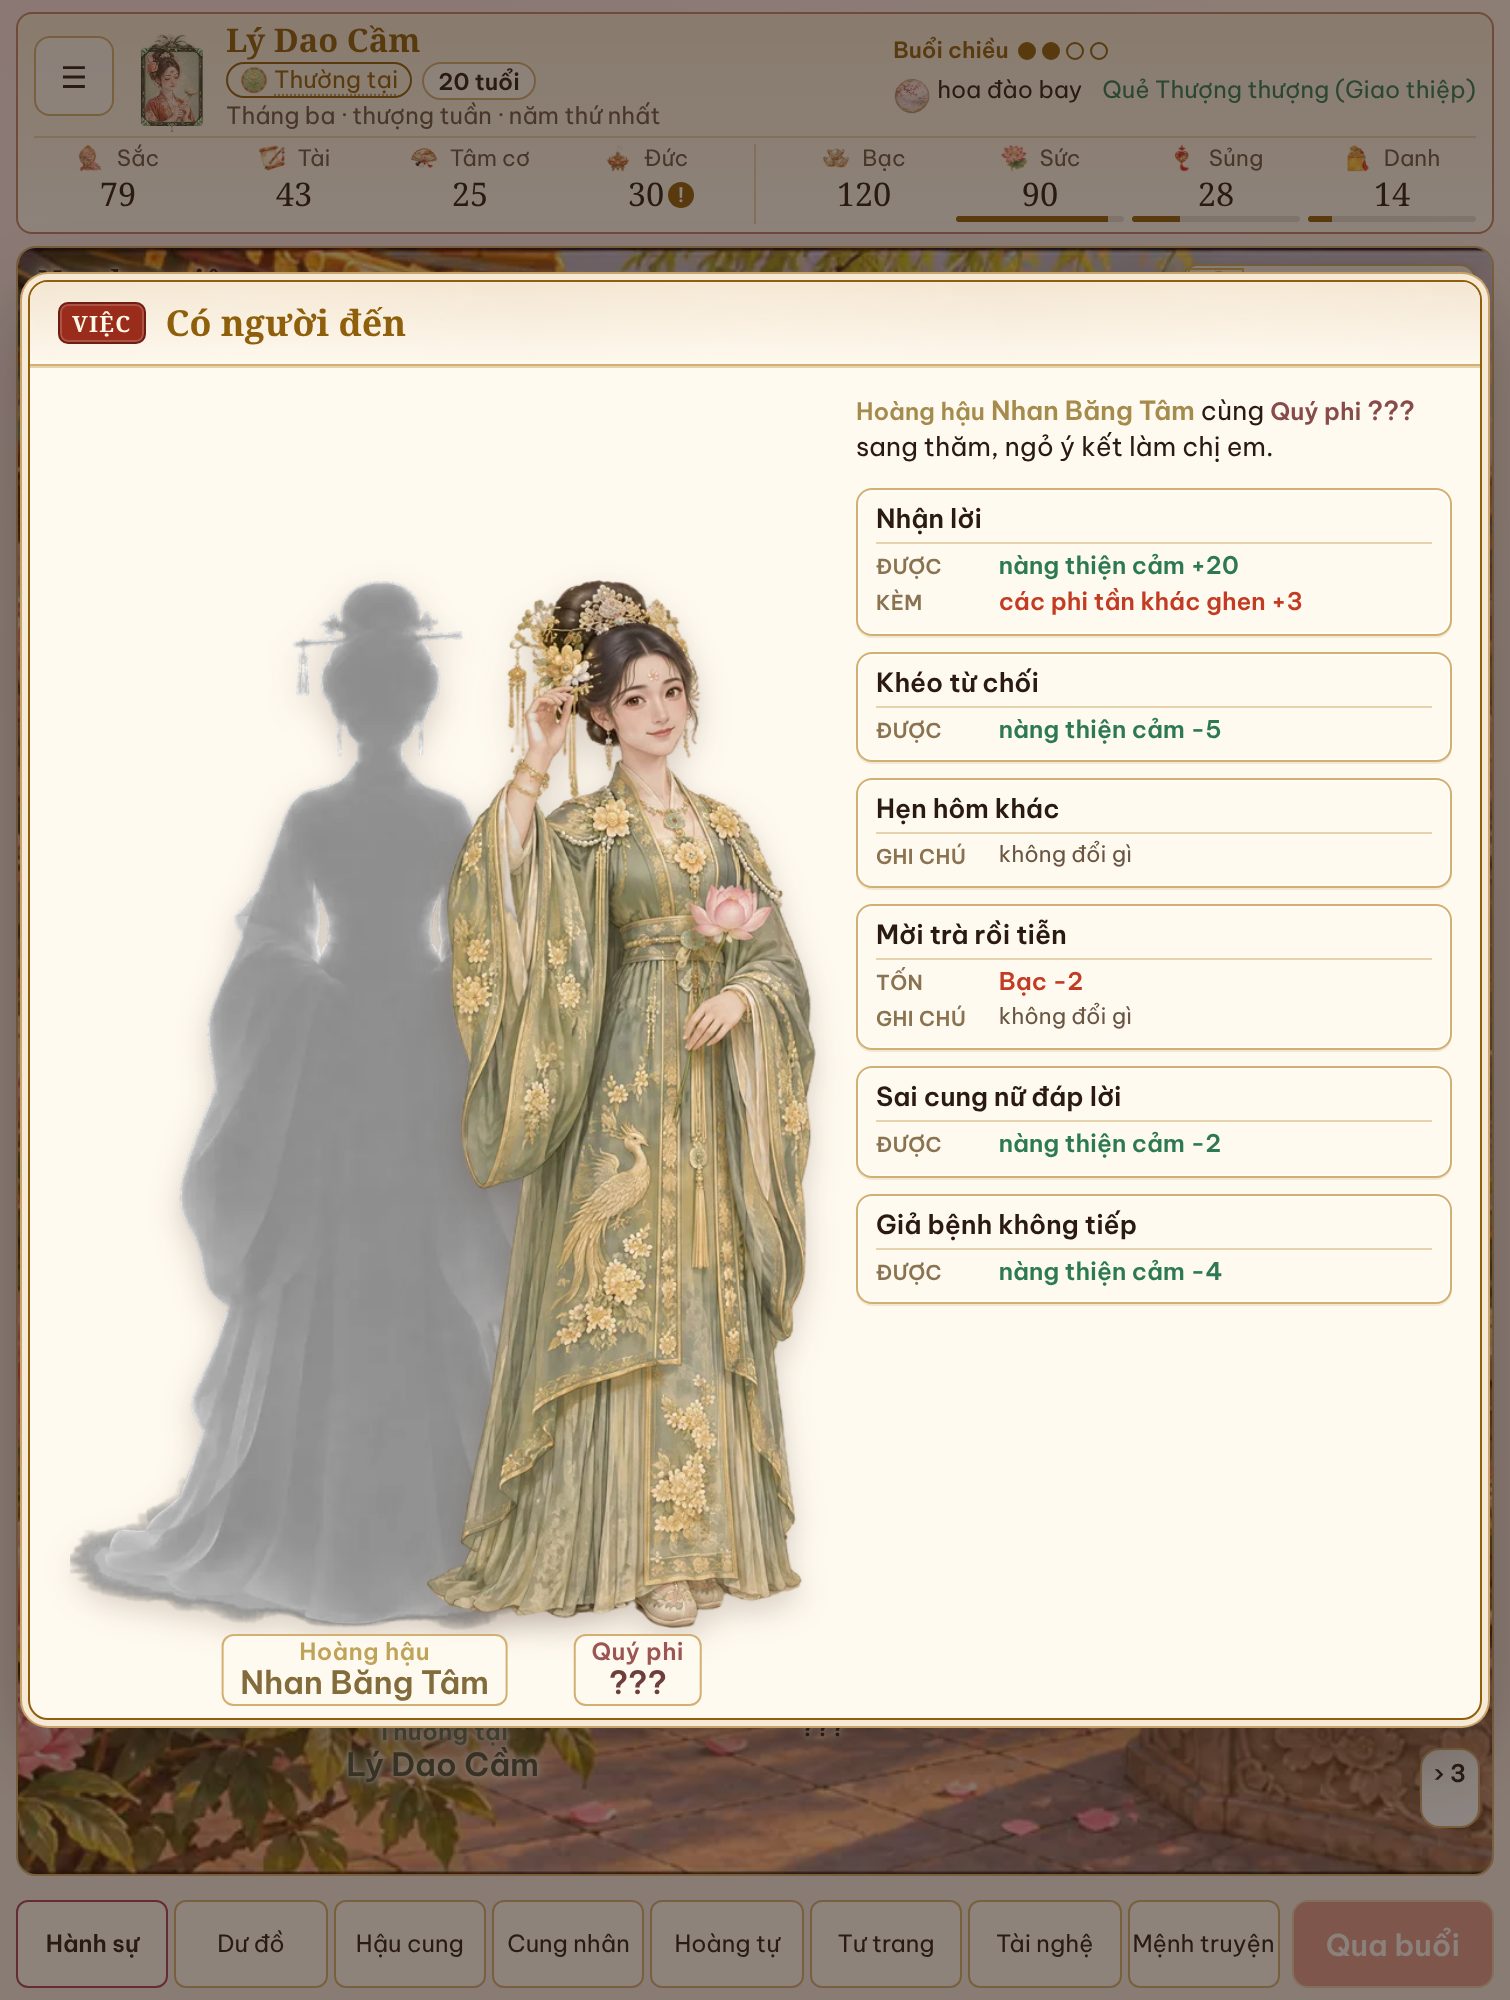 ☰
Lý Dao Cầm
Thường tại
20 tuổi
Tháng ba · thượng tuần · năm thứ nhất
Buổi chiều
hoa đào bay
Quẻ Thượng thượng (Giao thiệp)
Sắc
79
Tài
43
Tâm cơ
25
Đức
30 !
Bạc
120
Sức
90
Sủng
28
Danh
14
VIỆC
Có người đến
Hoàng hậu Nhan Băng Tâm cùng Quý phi ???
sang thăm, ngỏ ý kết làm chị em.
Nhận lời
ĐƯỢC nàng thiện cảm +20
KÈM các phi tần khác ghen +3
Khéo từ chối
ĐƯỢC nàng thiện cảm -5
Hẹn hôm khác
GHI CHÚ không đổi gì
Mời trà rồi tiễn
TỐN Bạc -2
GHI CHÚ không đổi gì
Sai cung nữ đáp lời
ĐƯỢC nàng thiện cảm -2
Giả bệnh không tiếp
ĐƯỢC nàng thiện cảm -4
Hoàng hậu
Nhan Băng Tâm
Quý phi
???
Thường tại
Lý Dao Cầm
???
› 3
Hành sự
Dư đồ
Hậu cung
Cung nhân
Hoàng tự
Tư trang
Tài nghệ
Mệnh truyện
Qua buổi